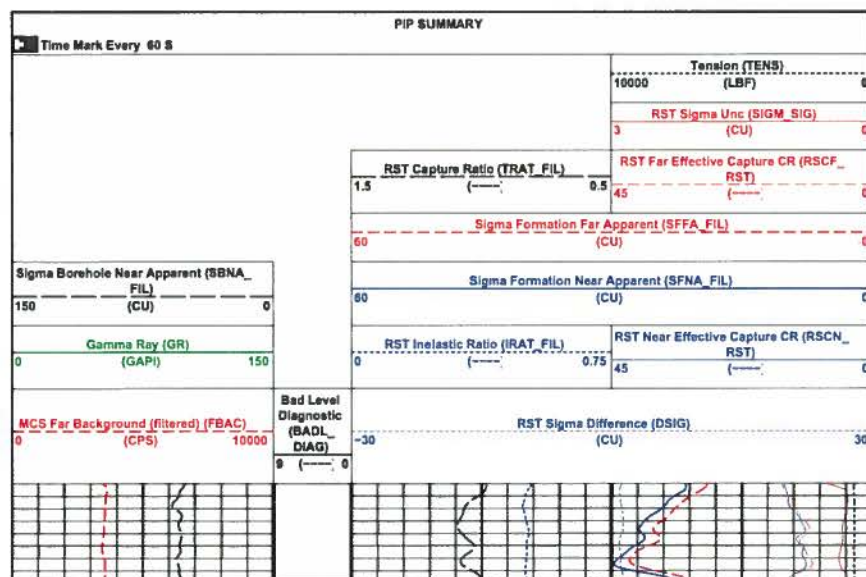 PIP SUMMARY
Time Mark Every 60 S
Tension (TENS)
10000 (LBF) 0
RST Sigma Unc (SIGM_SIG)
3 (CU) 0
RST Capture Ratio (TRAT_FIL)
1.5 (----) 0.5
RST Far Effective Capture CR (RSCF_
RST)
45 (----) 0
Sigma Formation Far Apparent (SFFA_FIL)
60 (CU) 0
Sigma Borehole Near Apparent (SBNA_
FIL)
150 (CU) 0
Sigma Formation Near Apparent (SFNA_FIL)
60 (CU) 0
Gamma Ray (GR)
0 (GAPI) 150
RST Inelastic Ratio (IRAT_FIL)
0 (----) 0.75
RST Near Effective Capture CR (RSCN_
RST)
45 (----) 0
MCS Far Background (filtered) (FBAC)
0 (CPS) 10000
Bad Level
Diagnostic
(BADL_
DIAG)
9 (----) 0
RST Sigma Difference (DSIG)
-30 (CU) 30